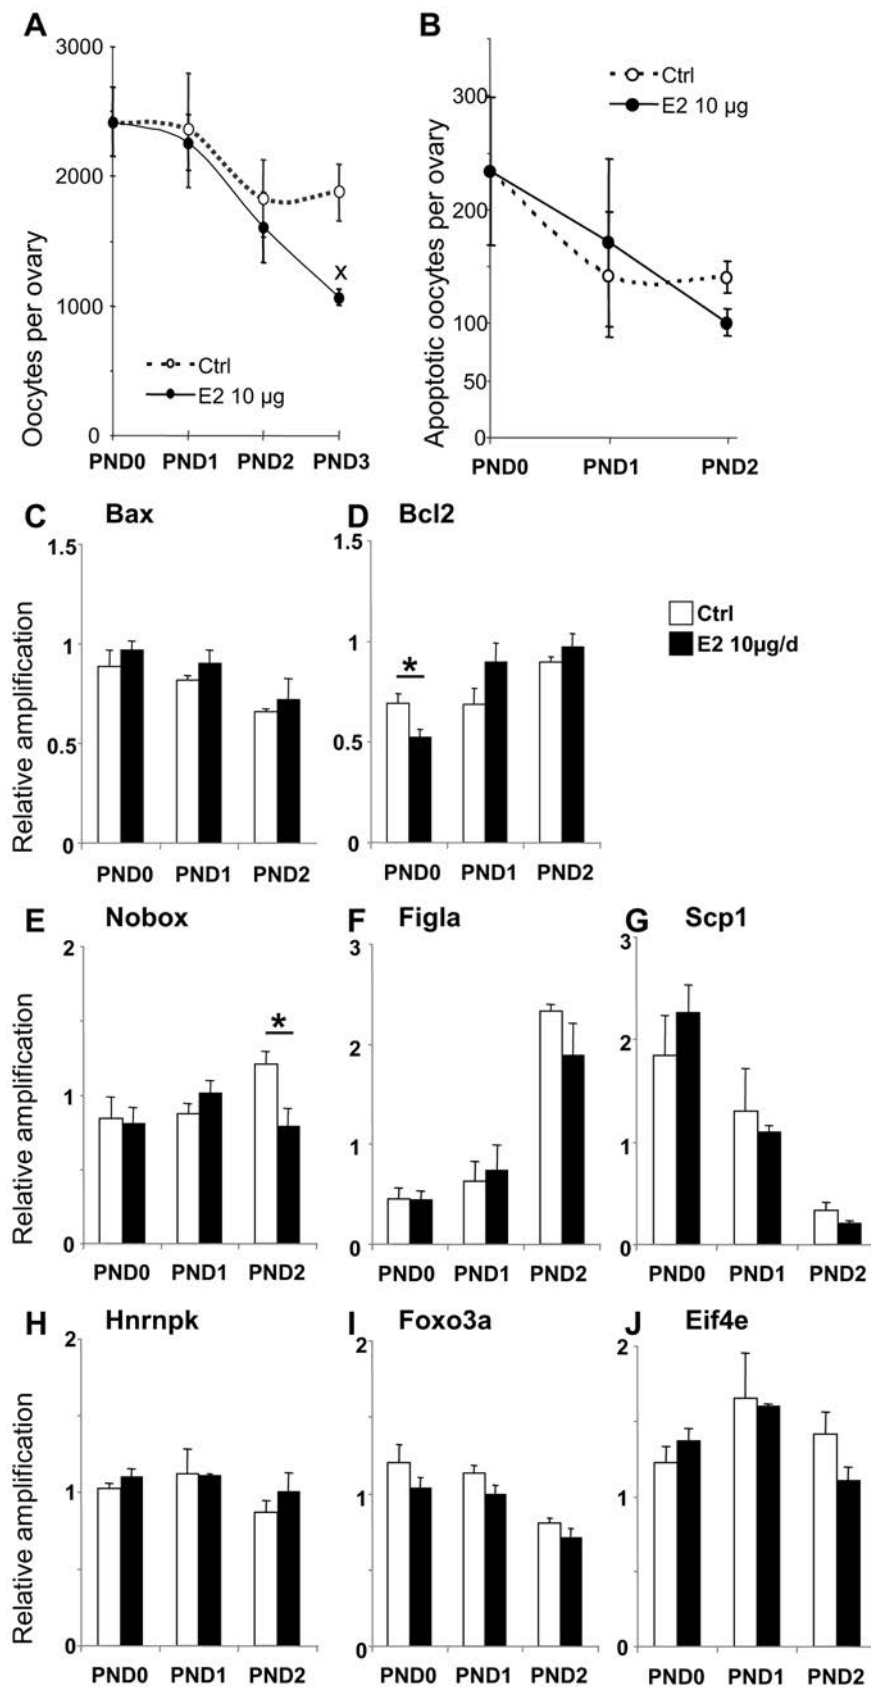 A
B
3000
2000
1000
0
Oocytes per ovary
Ctrl
E2 10 µg
x
PND0 PND1 PND2 PND3
300
200
150
100
50
0
Apoptotic oocytes per ovary
Ctrl
E2 10 µg
PND0 PND1 PND2
C Bax
1.5
1
0.5
0
Relative amplification
PND0 PND1 PND2
D Bcl2
1.5
1
0.5
0
*
PND0 PND1 PND2
Ctrl
E2 10µg/d
E Nobox
2
1
0
Relative amplification
*
PND0 PND1 PND2
F Figla
3
2
1
0
PND0 PND1 PND2
G Scp1
3
2
1
0
PND0 PND1 PND2
H Hnrnpk
2
1
0
Relative amplification
PND0 PND1 PND2
I Foxo3a
2
1
0
PND0 PND1 PND2
J Eif4e
2
1
0
PND0 PND1 PND2